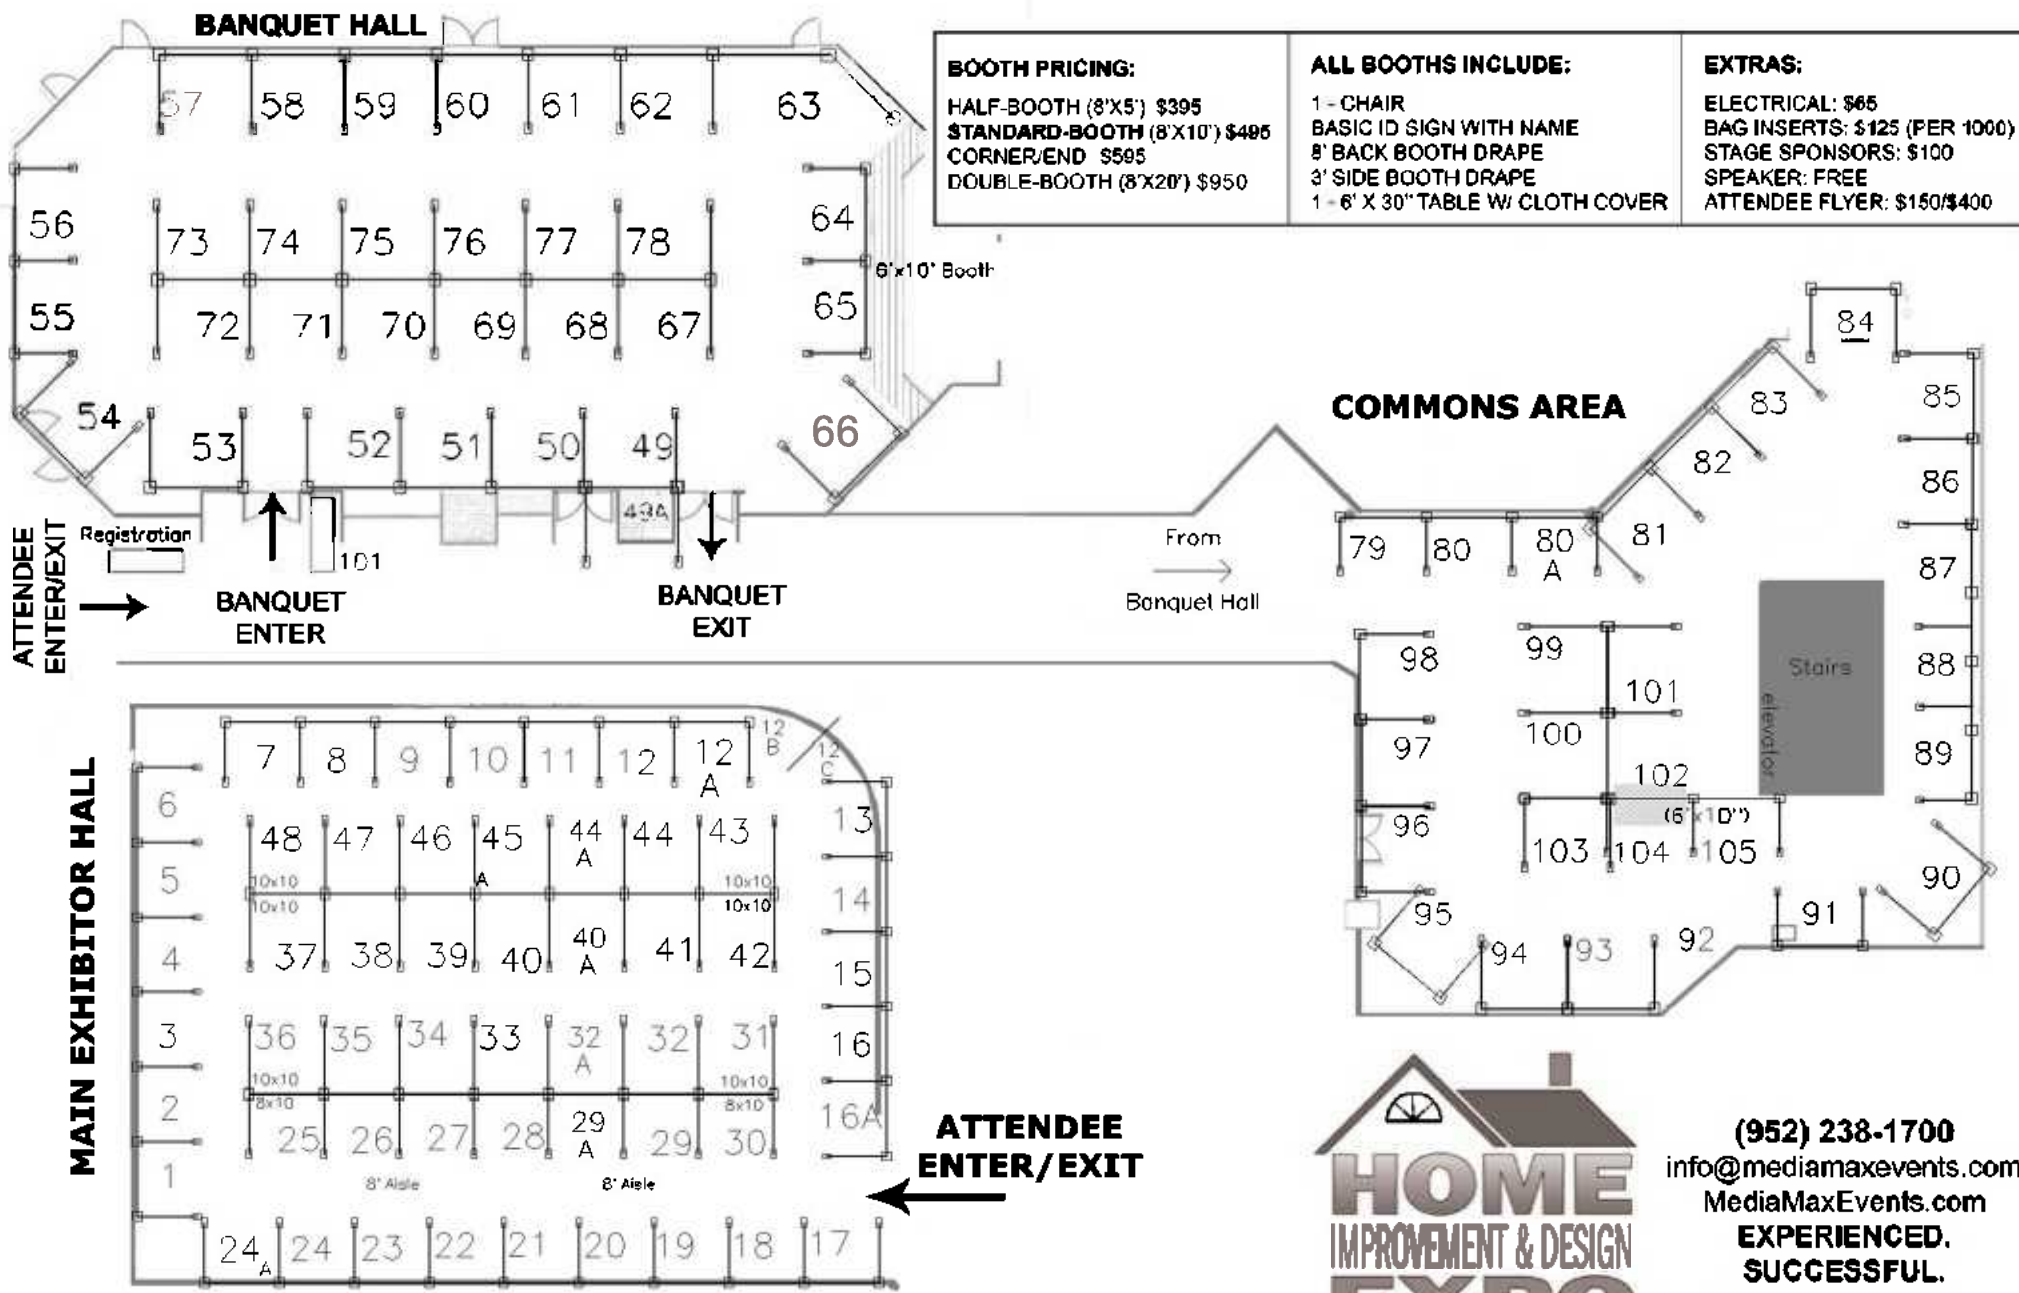 BANQUET HALL
57 58 59 60 61 62 63
56
73 74 75 76 77 78
64
6'x10' Booth
55
72 71 70 69 68 67
65
54
53 52 51 50 49
66
49A
Registration
101
ATTENDEE
ENTER/EXIT
BANQUET
ENTER
BANQUET
EXIT
BOOTH PRICING:
HALF-BOOTH (8'X5') $395
STANDARD-BOOTH (8'X10') $495
CORNER/END $595
DOUBLE-BOOTH (8'X20') $950
ALL BOOTHS INCLUDE:
1 - CHAIR
BASIC ID SIGN WITH NAME
8' BACK BOOTH DRAPE
3' SIDE BOOTH DRAPE
1 - 6' X 30" TABLE W/ CLOTH COVER
EXTRAS:
ELECTRICAL: $65
BAG INSERTS: $125 (PER 1000)
STAGE SPONSORS: $100
SPEAKER: FREE
ATTENDEE FLYER: $150/$400
COMMONS AREA
84
83
85
82
86
81
79 80 80
A
87
From
Banquet Hall
98
99
101
88
Stairs
elevator
97
100
102
89
(6'x10")
96
103 104 105
90
95
91
94 93 92
MAIN EXHIBITOR HALL
7 8 9 10 11 12 12
A
12
B
12
C
6
13
48 47 46 45 44 44 43
A
A
10x10 10x10
10x10 10x10
5
14
37 38 39 40 40 41 42
A
4
15
3
16
36 35 34 33 32 32 31
A
10x10 10x10
8x10 8x10
2
16A
25 26 27 28 29 29 30
A
1
8' Aisle 8' Aisle
24 24 23 22 21 20 19 18 17
A
ATTENDEE
ENTER/EXIT
HOME
IMPROVEMENT & DESIGN
EXPO
(952) 238-1700
info@mediamaxevents.com
MediaMaxEvents.com
EXPERIENCED.
SUCCESSFUL.